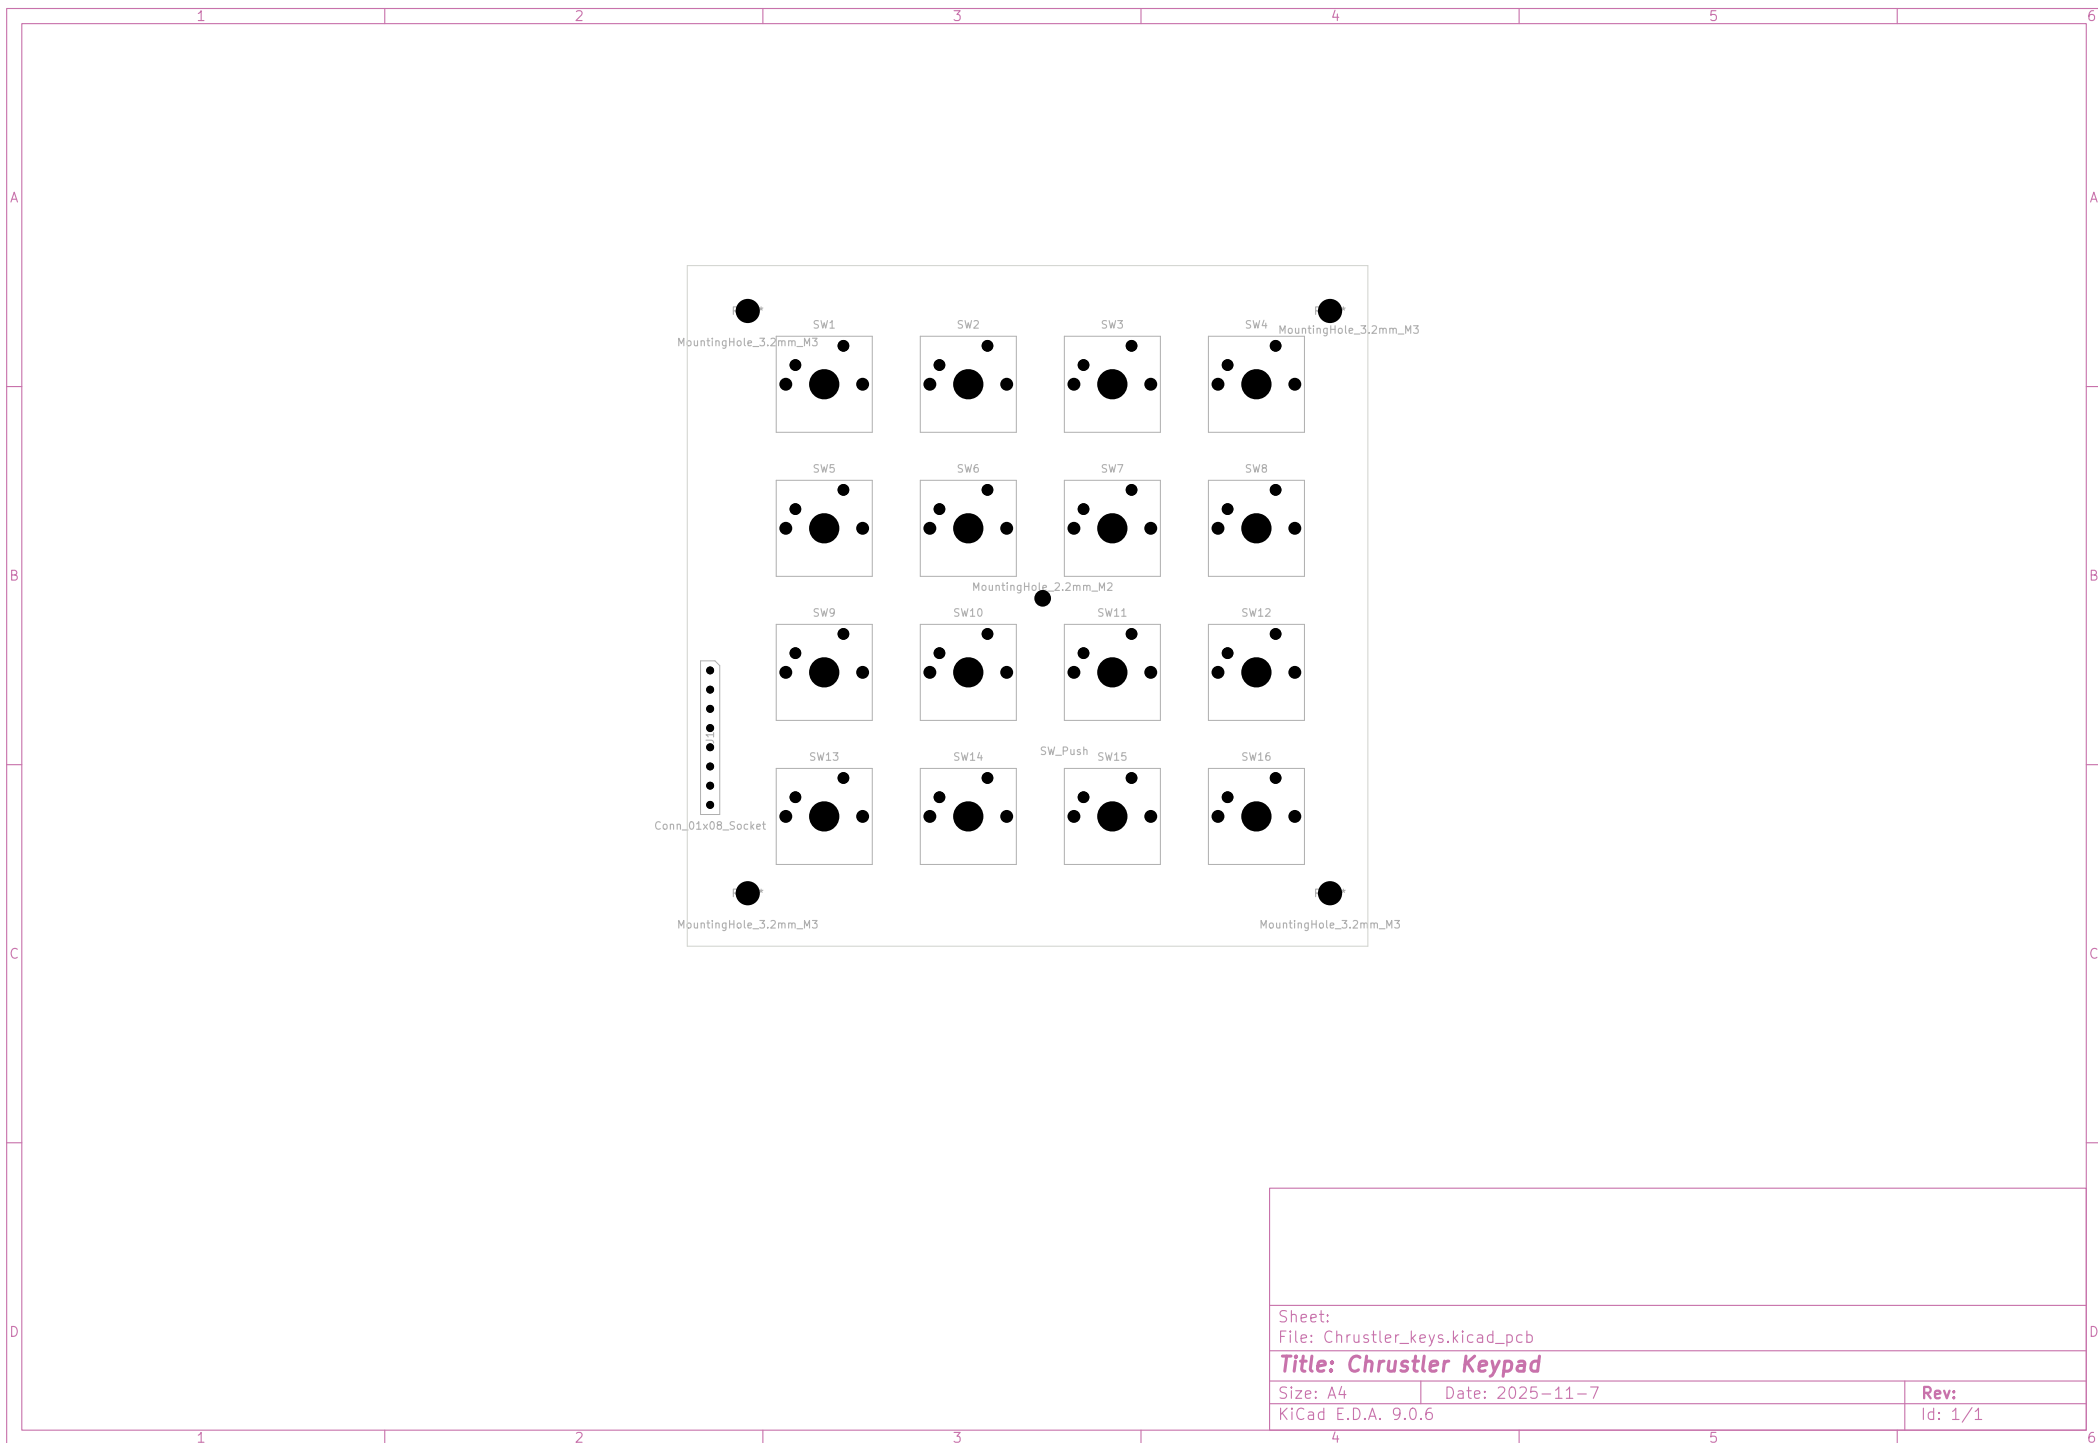 1 2 3 4 5 6
A A
SW1 SW2 SW3 SW4
MountingHole_3.2mm_M3 MountingHole_3.2mm_M3
SW5 SW6 SW7 SW8
B B
MountingHole_2.2mm_M2
SW9 SW10 SW11 SW12
J1
SW_Push
SW13 SW14 SW15 SW16
Conn_01x08_Socket
MountingHole_3.2mm_M3 MountingHole_3.2mm_M3
C C
Sheet:
D D
File: Chrustler_keys.kicad_pcb
Title: Chrustler Keypad
Size: A4 Date: 2025-11-7 Rev:
KiCad E.D.A. 9.0.6 Id: 1/1
1 2 3 4 5 6